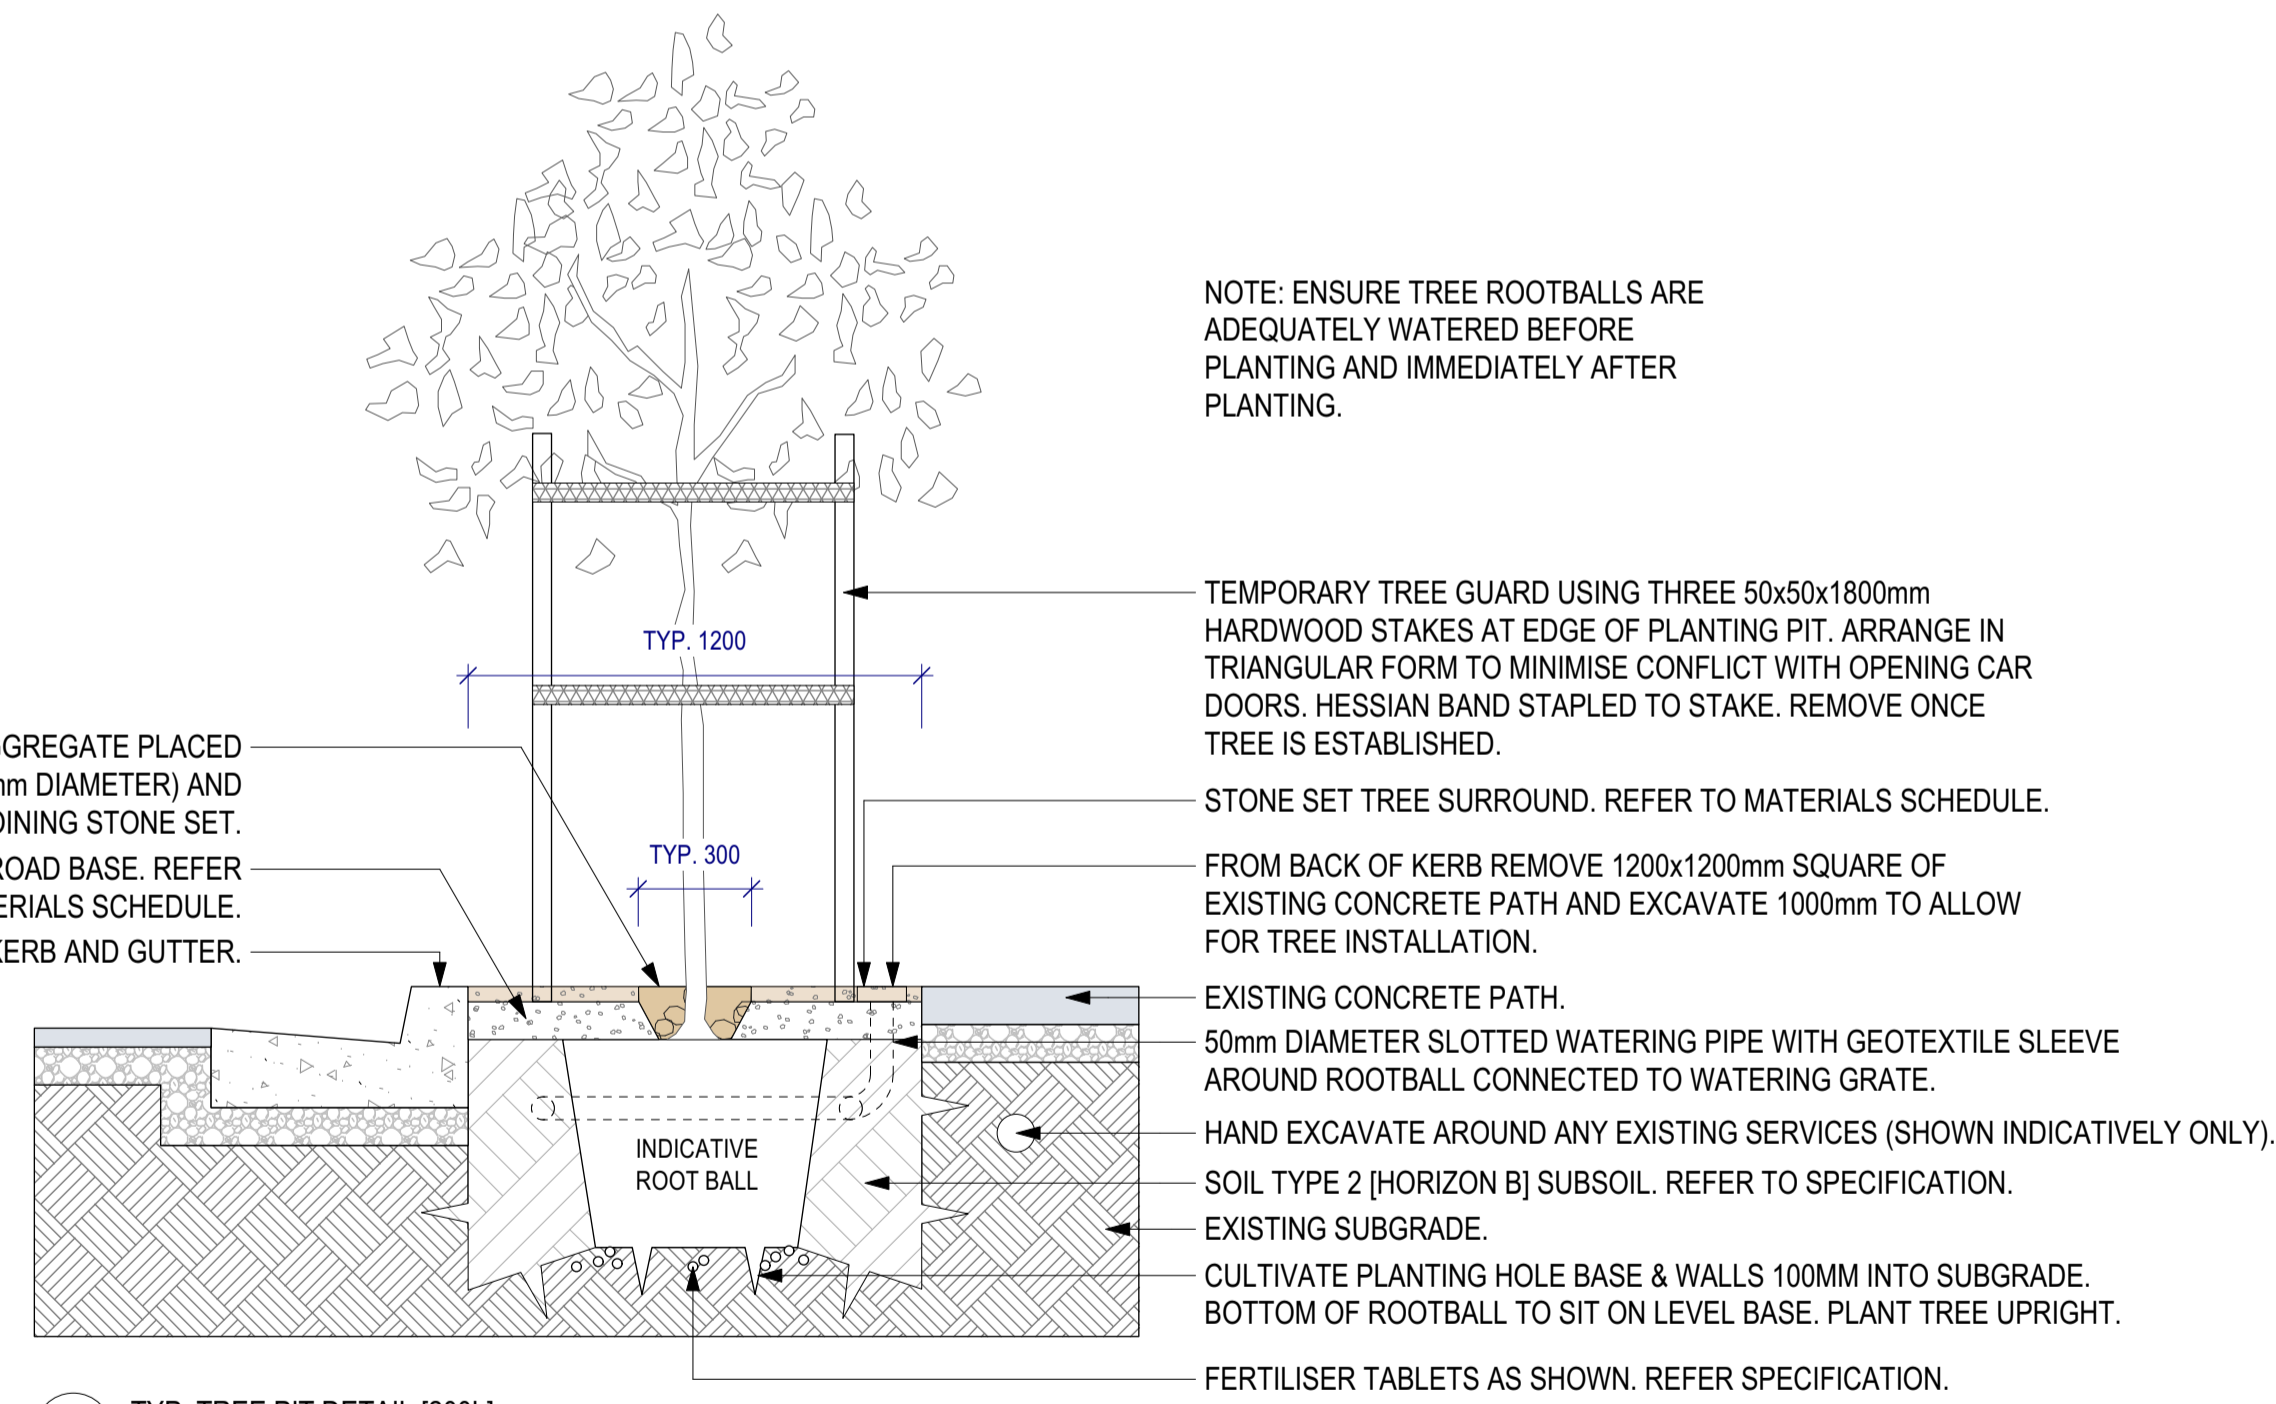 NOTE: ENSURE TREE ROOTBALLS ARE
ADEQUATELY WATERED BEFORE
PLANTING AND IMMEDIATELY AFTER
PLANTING.
TEMPORARY TREE GUARD USING THREE 50x50x1800mm
HARDWOOD STAKES AT EDGE OF PLANTING PIT. ARRANGE IN
TRIANGULAR FORM TO MINIMISE CONFLICT WITH OPENING CAR
DOORS. HESSIAN BAND STAPLED TO STAKE. REMOVE ONCE
TREE IS ESTABLISHED.
TYP. 1200
GGREGATE PLACED
mm DIAMETER) AND
OINING STONE SET.
ROAD BASE. REFER
ERIALS SCHEDULE.
KERB AND GUTTER.
TYP. 300
STONE SET TREE SURROUND. REFER TO MATERIALS SCHEDULE.
FROM BACK OF KERB REMOVE 1200x1200mm SQUARE OF
EXISTING CONCRETE PATH AND EXCAVATE 1000mm TO ALLOW
FOR TREE INSTALLATION.
EXISTING CONCRETE PATH.
50mm DIAMETER SLOTTED WATERING PIPE WITH GEOTEXTILE SLEEVE
AROUND ROOTBALL CONNECTED TO WATERING GRATE.
HAND EXCAVATE AROUND ANY EXISTING SERVICES (SHOWN INDICATIVELY ONLY).
INDICATIVE
ROOT BALL
SOIL TYPE 2 [HORIZON B] SUBSOIL. REFER TO SPECIFICATION.
EXISTING SUBGRADE.
CULTIVATE PLANTING HOLE BASE & WALLS 100MM INTO SUBGRADE.
BOTTOM OF ROOTBALL TO SIT ON LEVEL BASE. PLANT TREE UPRIGHT.
FERTILISER TABLETS AS SHOWN. REFER SPECIFICATION.
TYP. TREE PIT DETAIL